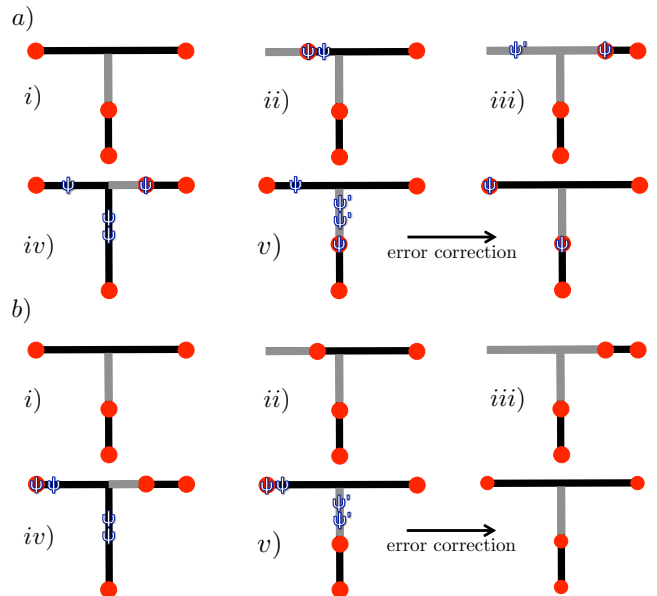 a)
i) ii) ψ ψ iii) ψ' ψ
iv) ψ ψ ψ ψ v) ψ ψ' ψ' ψ error correction ψ ψ
b)
i) ii) iii)
iv) ψ ψ ψ ψ v) ψ ψ ψ' ψ' error correction